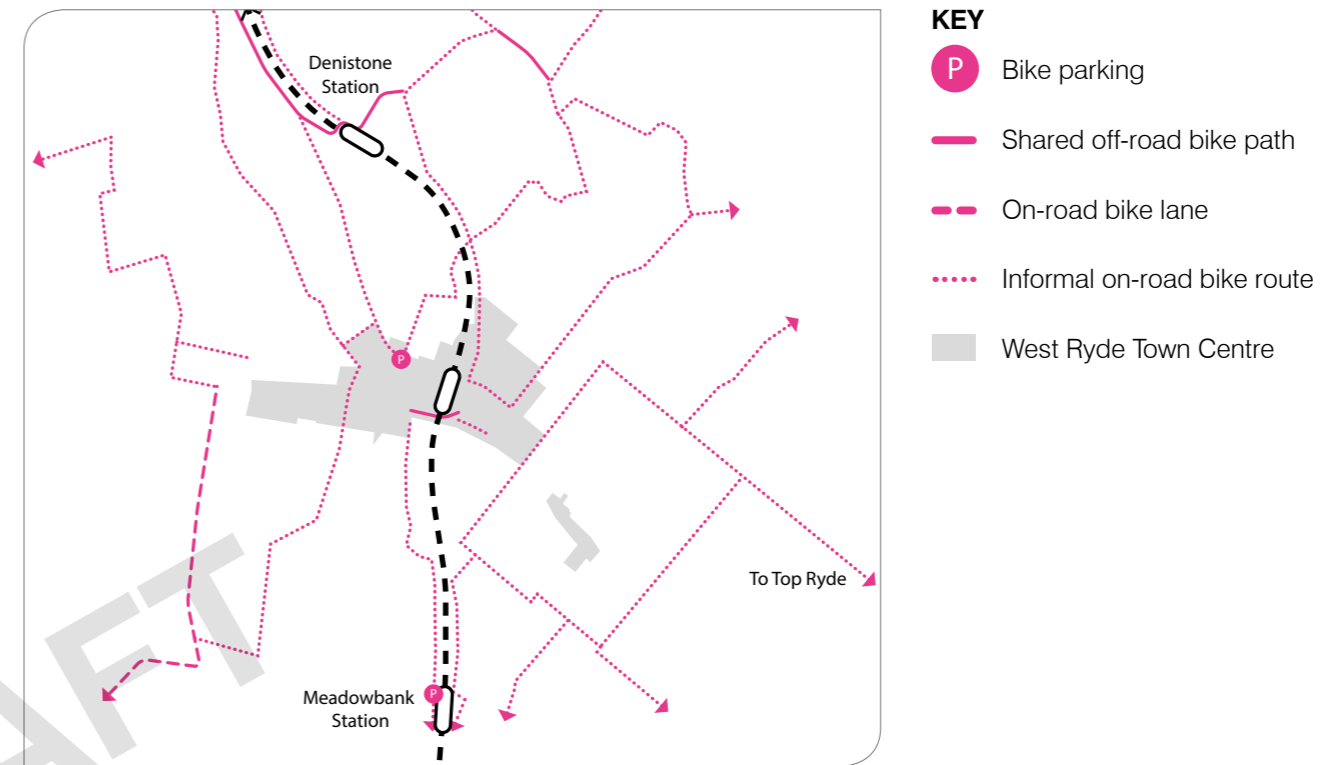 Denistone
Station
P
P
Meadowbank
Station
To Top Ryde
AFT
KEY
P Bike parking
Shared off-road bike path
On-road bike lane
Informal on-road bike route
West Ryde Town Centre